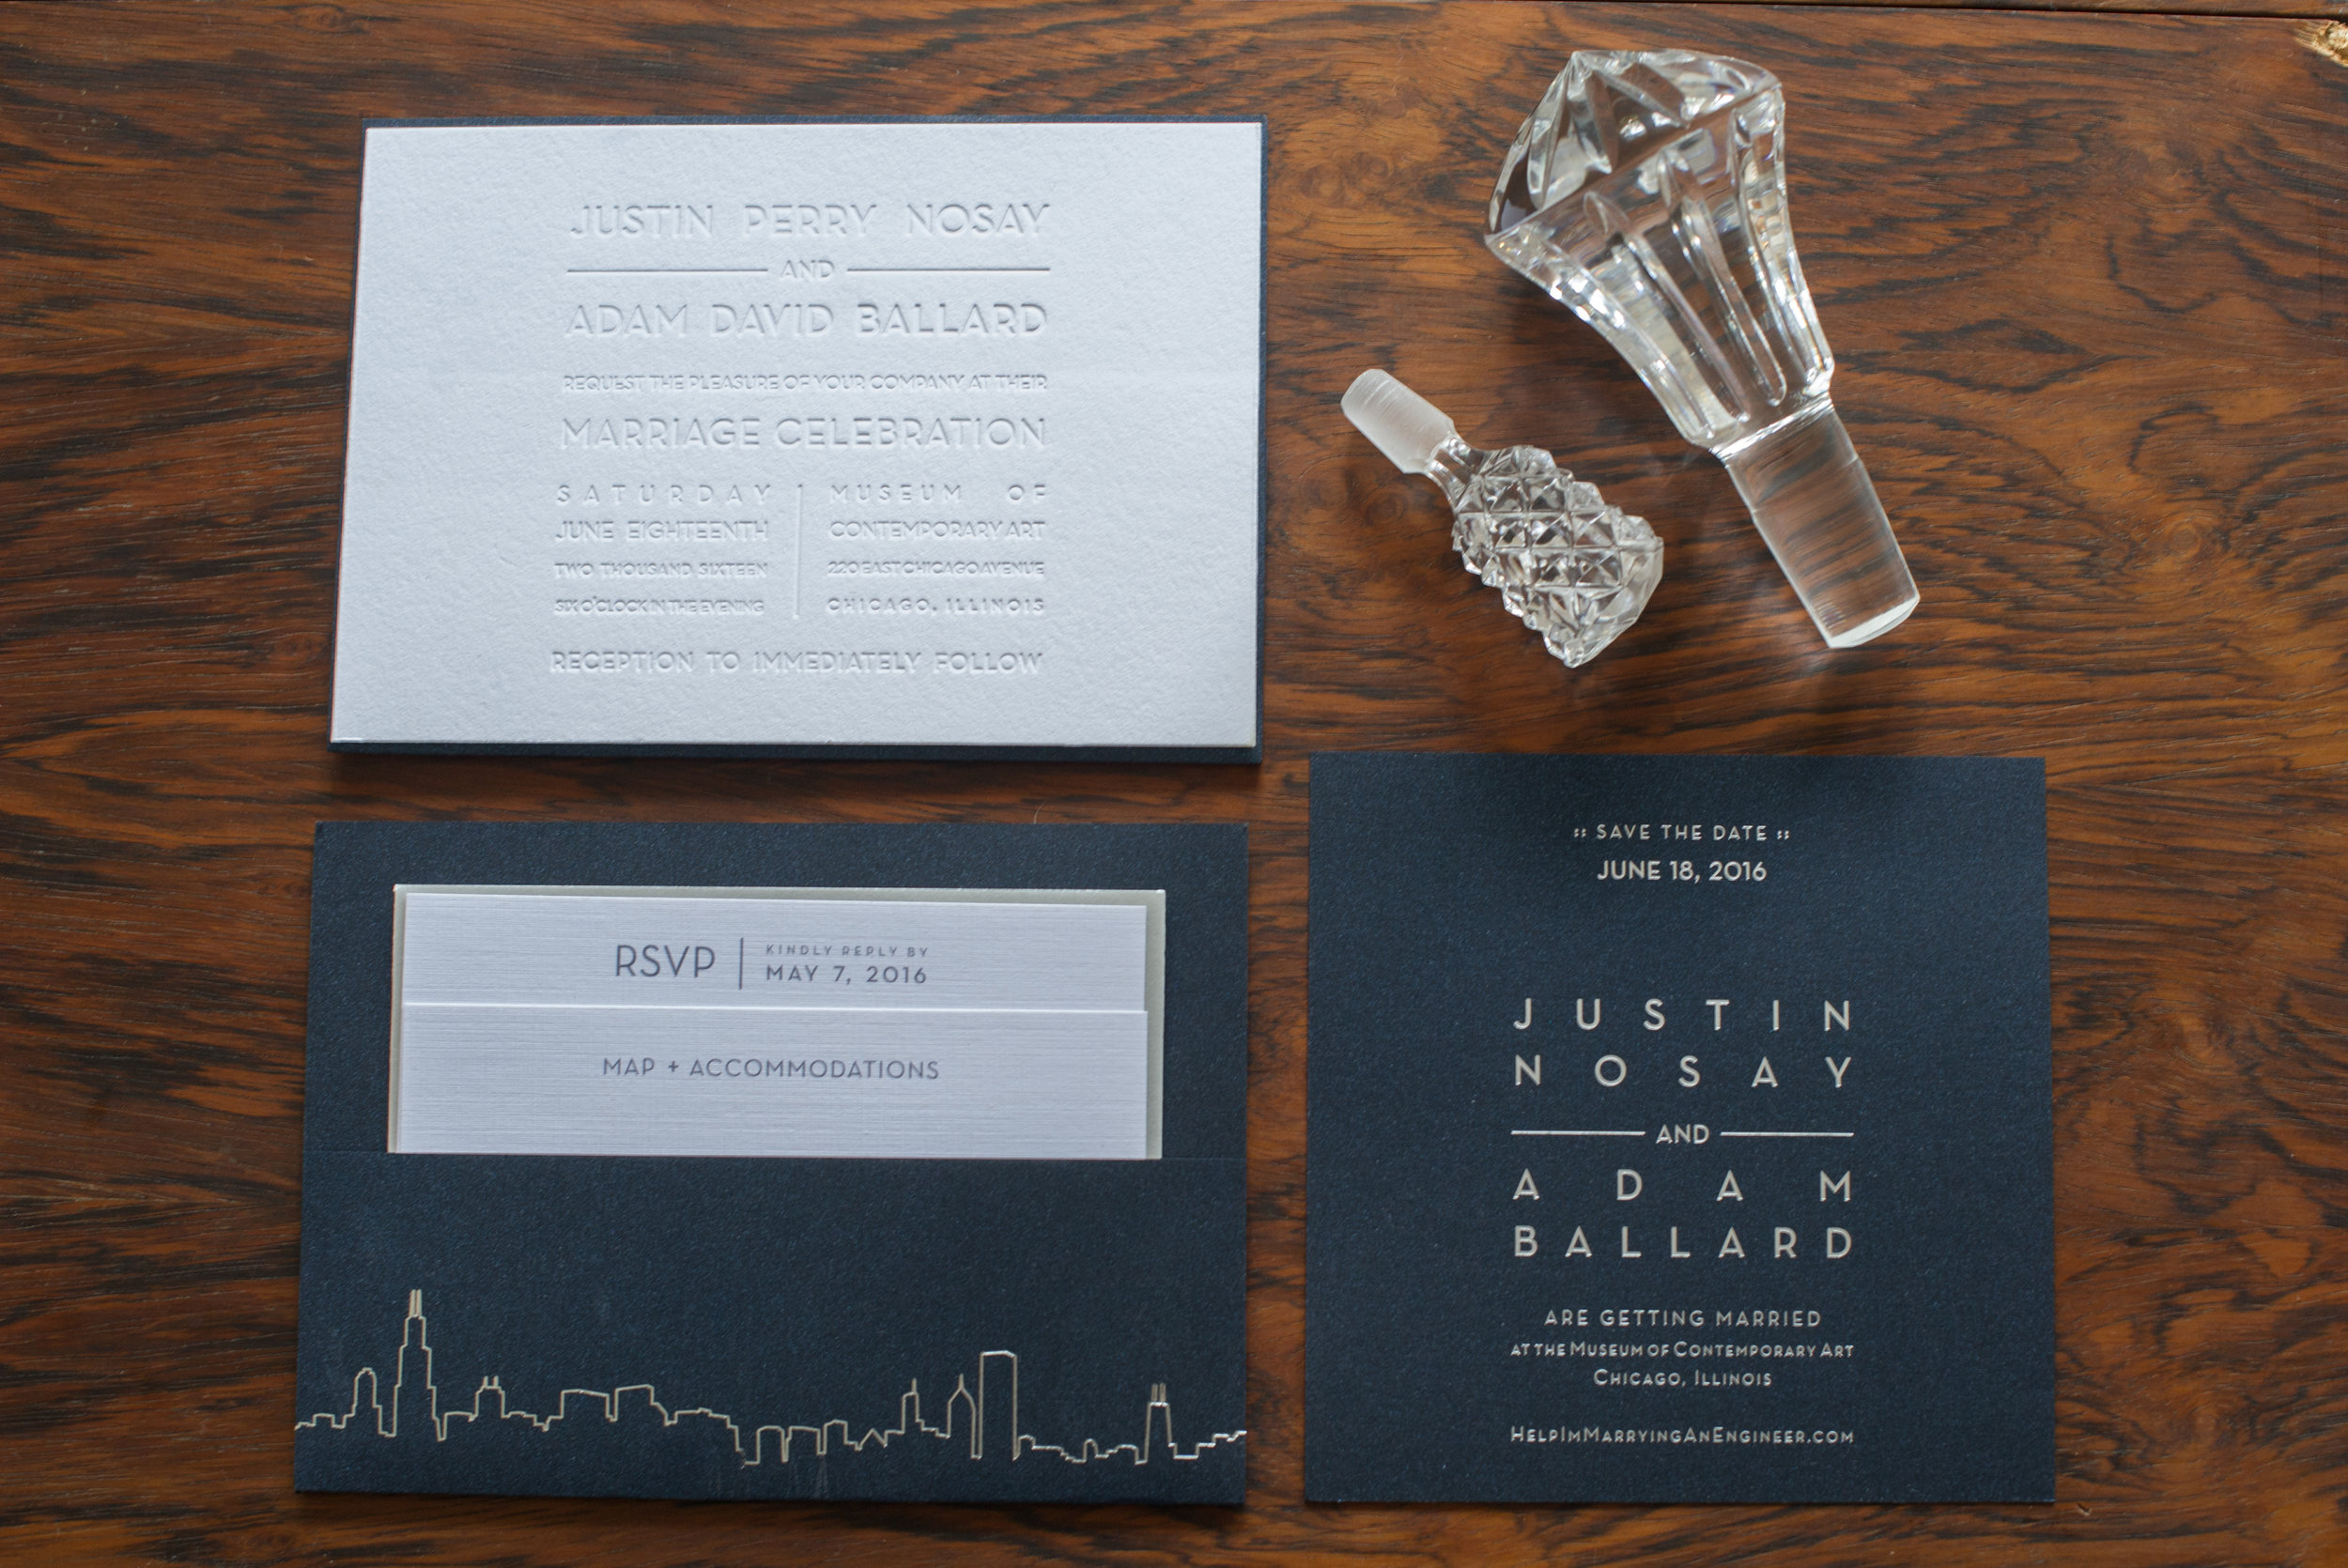 JUSTIN PERRY NOSAY
AND
ADAM DAVID BALLARD
REQUEST THE PLEASURE OF YOUR COMPANY AT THEIR
MARRIAGE CELEBRATION
SATURDAY
JUNE EIGHTEENTH
TWO THOUSAND SIXTEEN
SIX O'CLOCK IN THE EVENING
MUSEUM OF
CONTEMPORARY ART
220 EAST CHICAGO AVENUE
CHICAGO, ILLINOIS
RECEPTION TO IMMEDIATELY FOLLOW
RSVP
KINDLY REPLY BY
MAY 7, 2016
MAP + ACCOMMODATIONS
:: SAVE THE DATE ::
JUNE 18, 2016
JUSTIN
NOSAY
AND
ADAM
BALLARD
ARE GETTING MARRIED
AT THE MUSEUM OF CONTEMPORARY ART
CHICAGO, ILLINOIS
HELPIMMARRYINGANENGINEER.COM